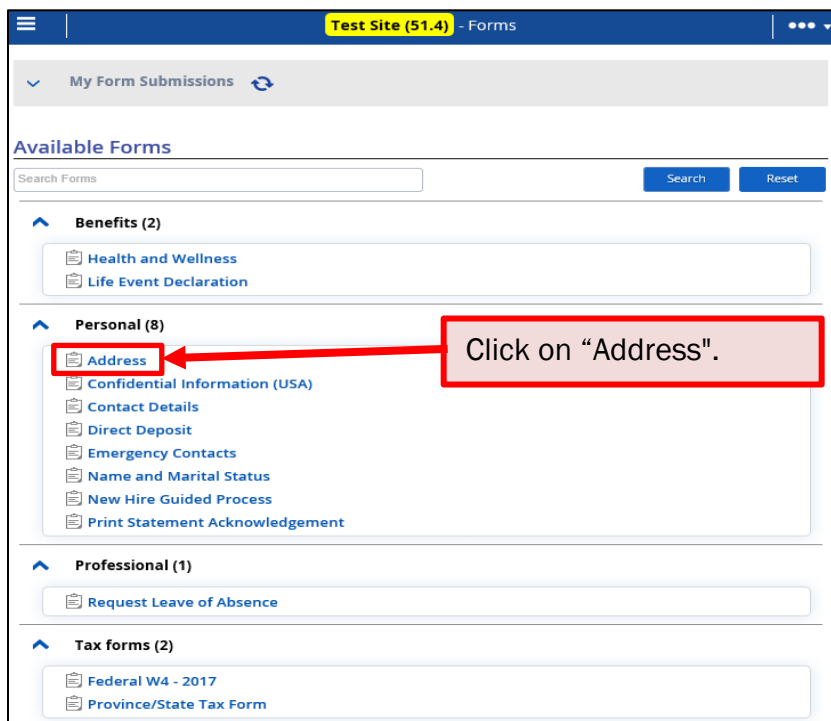 Test Site (51.4) - Forms
My Form Submissions
Available Forms
Search Forms
Search
Reset
Benefits (2)
Health and Wellness
Life Event Declaration
Personal (8)
Click on “Address".
Address
Confidential Information (USA)
Contact Details
Direct Deposit
Emergency Contacts
Name and Marital Status
New Hire Guided Process
Print Statement Acknowledgement
Professional (1)
Request Leave of Absence
Tax forms (2)
Federal W4 - 2017
Province/State Tax Form